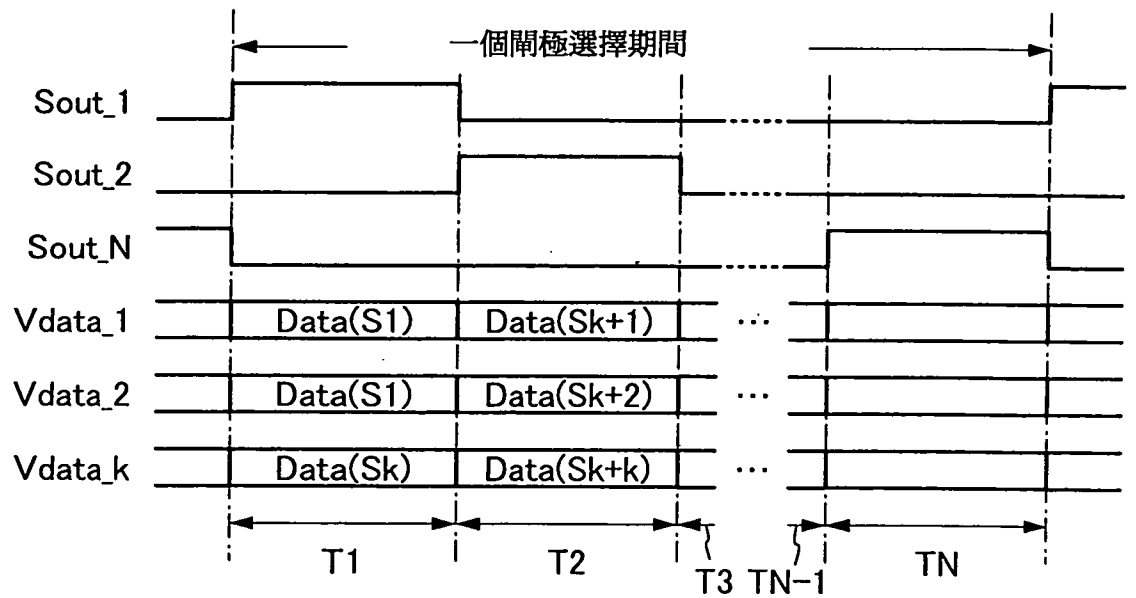 一個閘極選擇期間
Sout_1
Sout_2
Sout_N
Vdata_1 Data(S1) Data(Sk+1) ...
Vdata_2 Data(S1) Data(Sk+2) ...
Vdata_k Data(Sk) Data(Sk+k) ...
T1 T2 T3 TN-1 TN